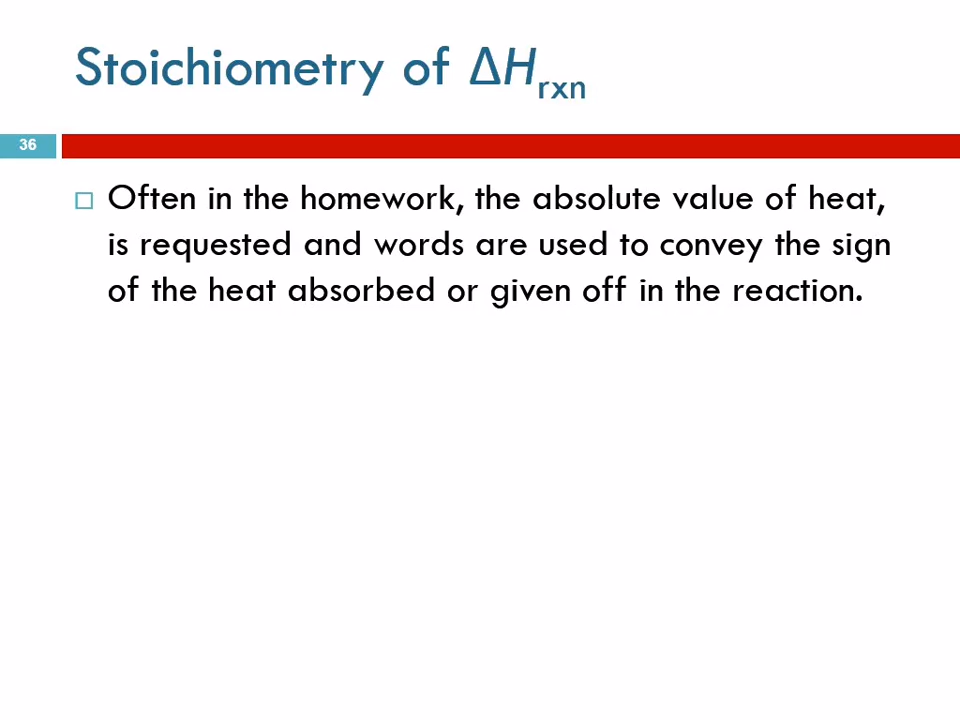 Stoichiometry of ΔHrxn
36
Often in the homework, the absolute value of heat,
is requested and words are used to convey the sign
of the heat absorbed or given off in the reaction.